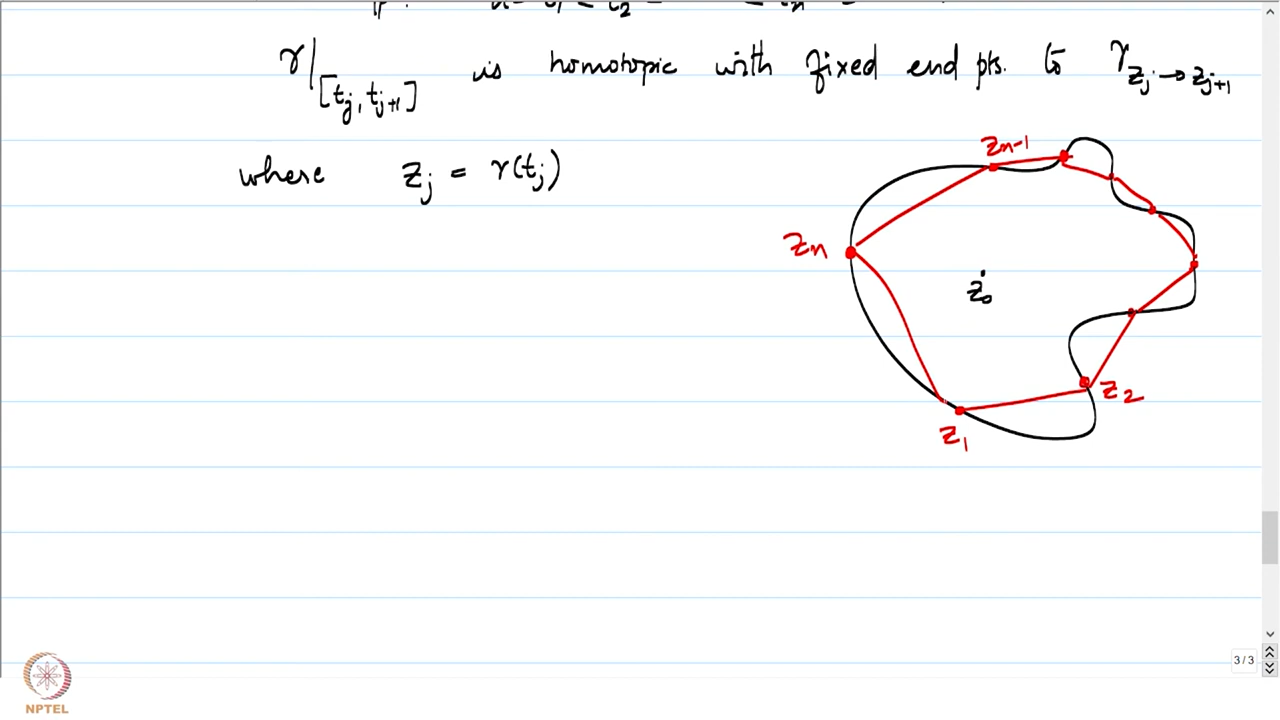 γ|[tⱼ, tⱼ₊₁] is homotopic with fixed end pts. to γ zⱼ→zⱼ₊₁
where zⱼ = γ(tⱼ)
zₙ₋₁
zₙ
z₀
z₂
z₁
3 / 3
NPTEL